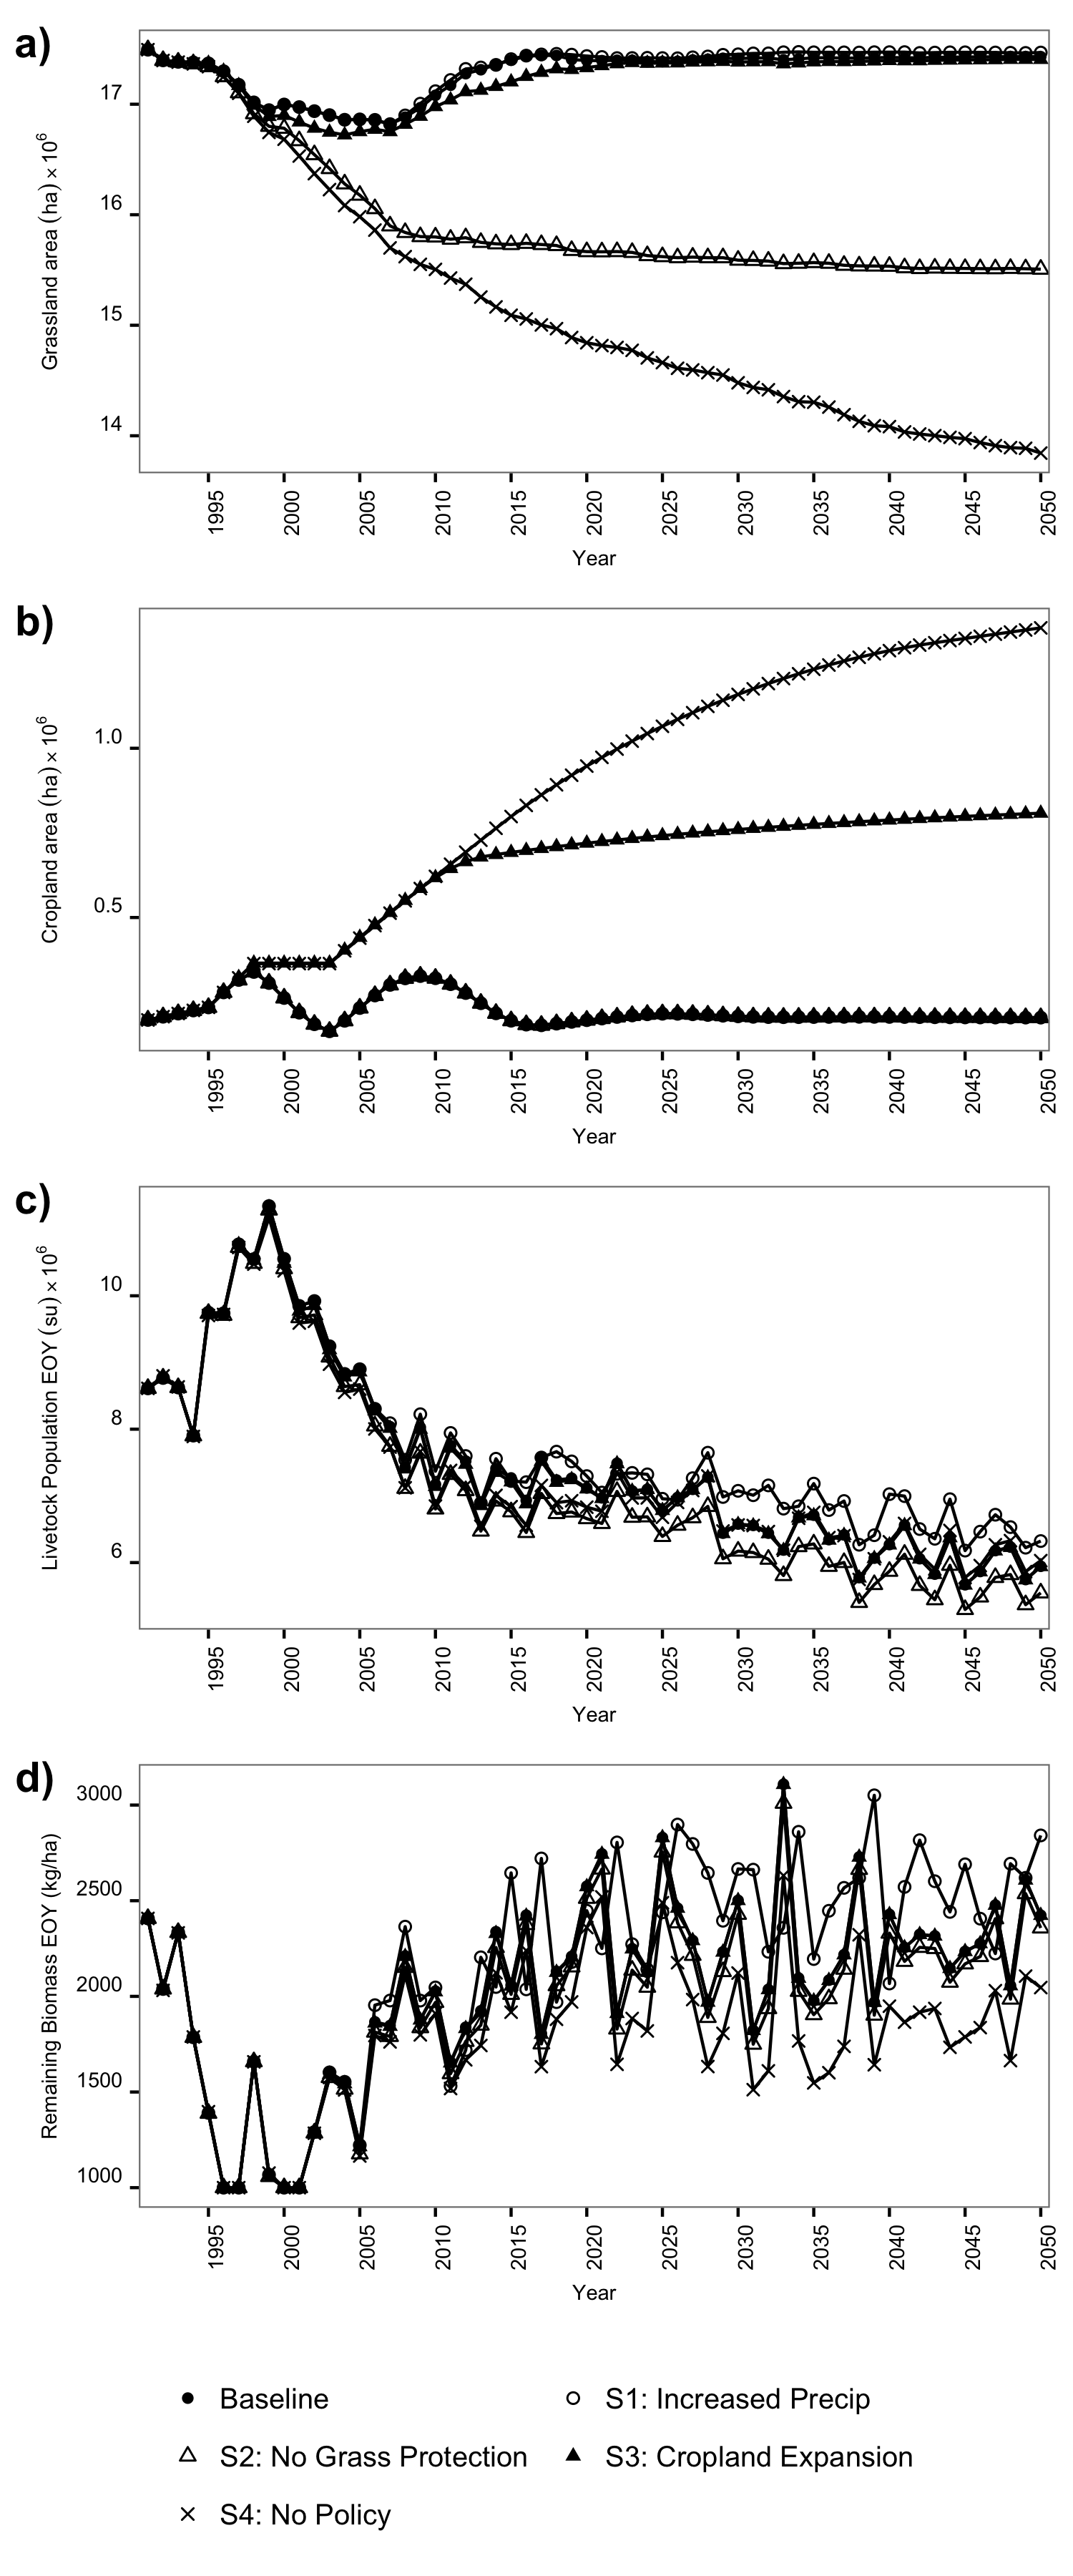 a)
Grassland area (ha) × 10⁶
17
16
15
14
1995 2000 2005 2010 2015 2020 2025 2030 2035 2040 2045 2050
Year
b)
Cropland area (ha) × 10⁶
1.0
0.5
1995 2000 2005 2010 2015 2020 2025 2030 2035 2040 2045 2050
Year
c)
Livetock Population EOY (su) × 10⁶
10
8
6
1995 2000 2005 2010 2015 2020 2025 2030 2035 2040 2045 2050
Year
d)
Remaining Biomass EOY (kg/ha)
3000
2500
2000
1500
1000
1995 2000 2005 2010 2015 2020 2025 2030 2035 2040 2045 2050
Year
Baseline
S1: Increased Precip
S2: No Grass Protection
S3: Cropland Expansion
S4: No Policy